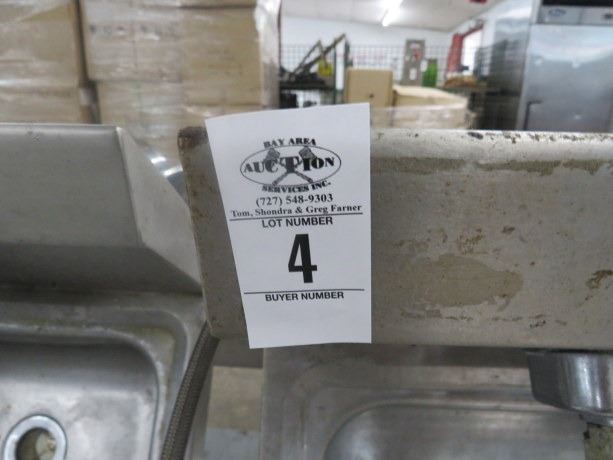 BAY AREA
AUCTION
SERVICES INC.
(727) 548-9303
Tom, Shondra & Greg Farner
LOT NUMBER
4
BUYER NUMBER